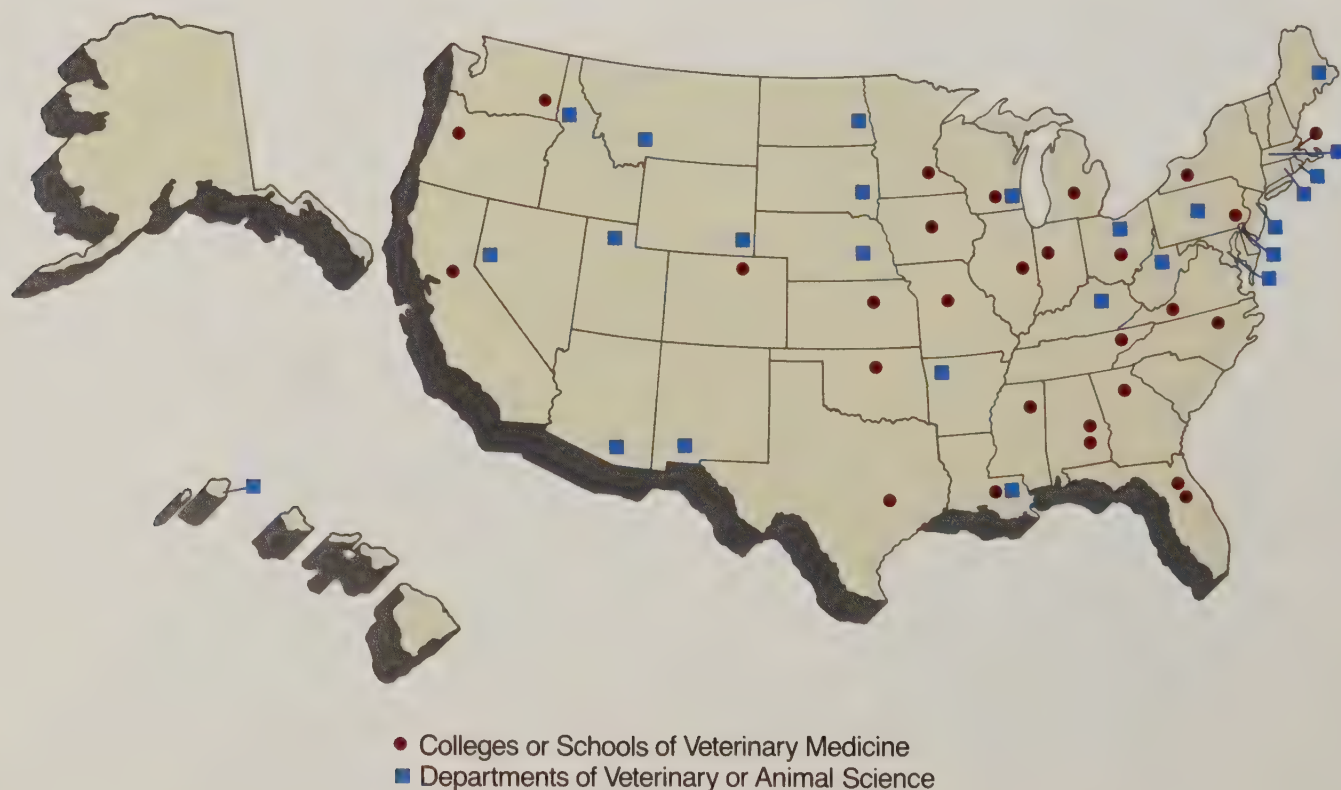 Colleges or Schools of Veterinary Medicine
Departments of Veterinary or Animal Science